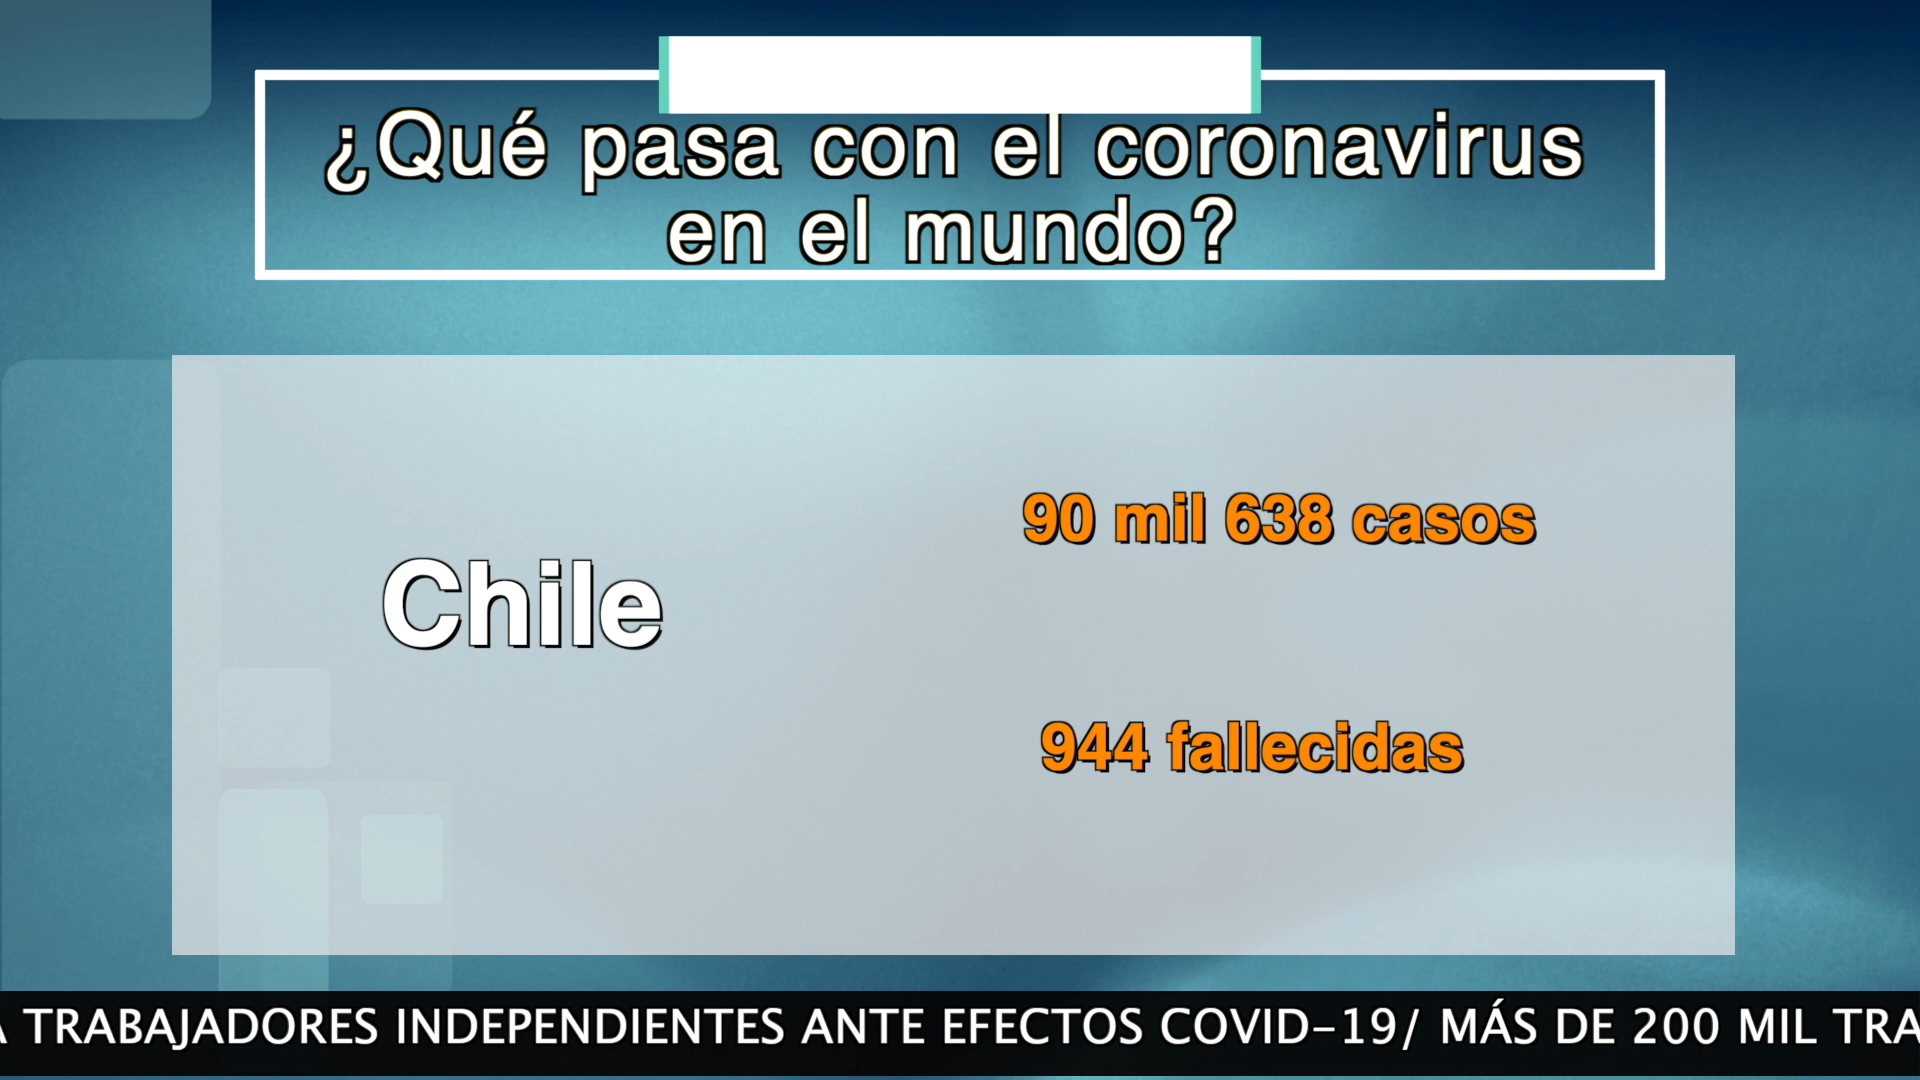 ¿Qué pasa con el coronavirus
en el mundo?
90 mil 638 casos
Chile
944 fallecidas
TRABAJADORES INDEPENDIENTES ANTE EFECTOS COVID-19/ MÁS DE 200 MIL